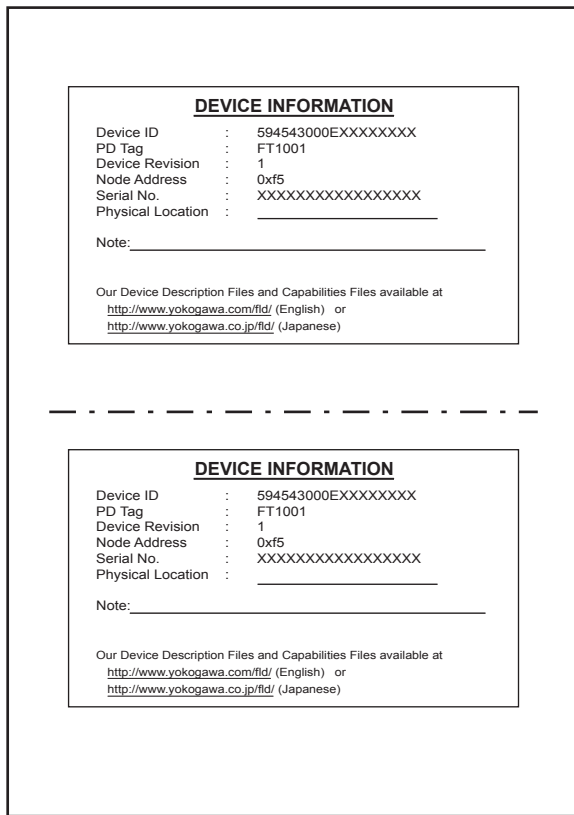 DEVICE INFORMATION
Device ID : 594543000EXXXXXXXX
PD Tag : FT1001
Device Revision : 1
Node Address : 0xf5
Serial No. : XXXXXXXXXXXXXXXXX
Physical Location :
Note:
Our Device Description Files and Capabilities Files available at
http://www.yokogawa.com/fld/ (English) or
http://www.yokogawa.co.jp/fld/ (Japanese)
DEVICE INFORMATION
Device ID : 594543000EXXXXXXXX
PD Tag : FT1001
Device Revision : 1
Node Address : 0xf5
Serial No. : XXXXXXXXXXXXXXXXX
Physical Location :
Note:
Our Device Description Files and Capabilities Files available at
http://www.yokogawa.com/fld/ (English) or
http://www.yokogawa.co.jp/fld/ (Japanese)